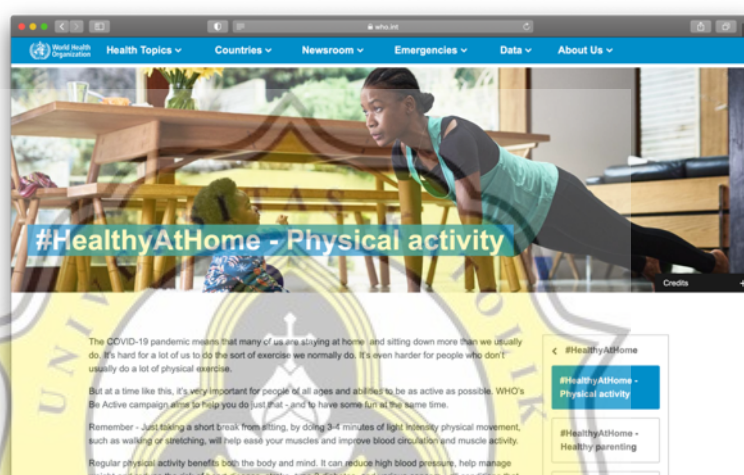 who.int
World Health
Organization
Health Topics
Countries
Newsroom
Emergencies
Data
About Us
#HealthyAtHome - Physical activity
Credits +
The COVID-19 pandemic means that many of us are staying at home and sitting down more than we usually
do. It's hard for a lot of us to do the sort of exercise we normally do. It's even harder for people who don't
usually do a lot of physical exercise.
But at a time like this, it's very important for people of all ages and abilities to be as active as possible. WHO's
Be Active campaign aims to help you do just that - and to have some fun at the same time.
Remember - Just taking a short break from sitting, by doing 3-4 minutes of light intensity physical movement,
such as walking or stretching, will help ease your muscles and improve blood circulation and muscle activity.
Regular physical activity benefits both the body and mind. It can reduce high blood pressure, help manage
#HealthyAtHome
#HealthyAtHome -
Physical activity
#HealthyAtHome -
Healthy parenting